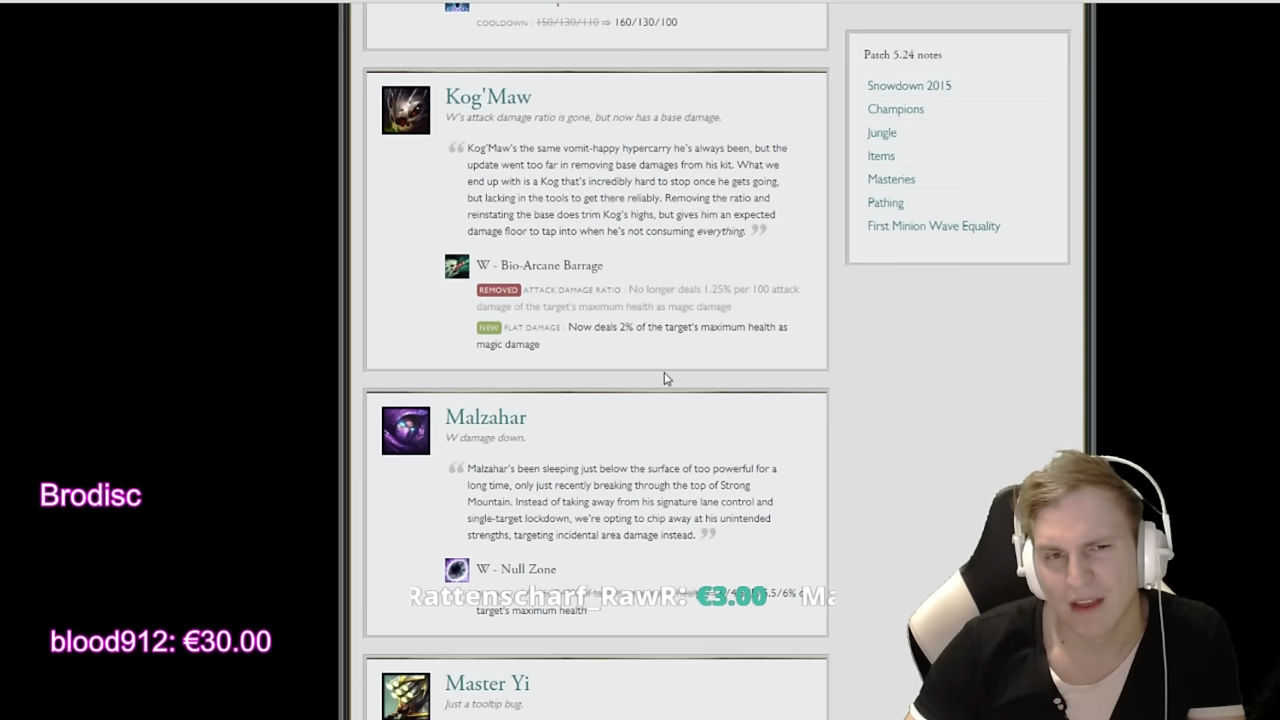 COOLDOWN : 150/130/110 ⇒ 160/130/100
Patch 5.24 notes
Snowdown 2015
Champions
Jungle
Items
Masteries
Pathing
First Minion Wave Equality
Kog'Maw
W's attack damage ratio is gone, but now has a base damage.
“ Kog'Maw's the same vomit-happy hypercarry he's always been, but the
update went too far in removing base damages from his kit. What we
end up with is a Kog that's incredibly hard to stop once he gets going,
but lacking in the tools to get there reliably. Removing the ratio and
reinstating the base does trim Kog's highs, but gives him an expected
damage floor to tap into when he's not consuming everything. ”
W - Bio-Arcane Barrage
REMOVED ATTACK DAMAGE RATIO : No longer deals 1.25% per 100 attack
damage of the target's maximum health as magic damage
NEW FLAT DAMAGE : Now deals 2% of the target's maximum health as
magic damage
Malzahar
W damage down.
“ Malzahar's been sleeping just below the surface of too powerful for a
long time, only just recently breaking through the top of Strong
Mountain. Instead of taking away from his signature lane control and
single-target lockdown, we're opting to chip away at his unintended
strengths, targeting incidental area damage instead. ”
W - Null Zone
target's maximum health
Rattenscharf_RawR: €3.00 Ma
Master Yi
Just a tooltip bug.
Brodisc
blood912: €30.00